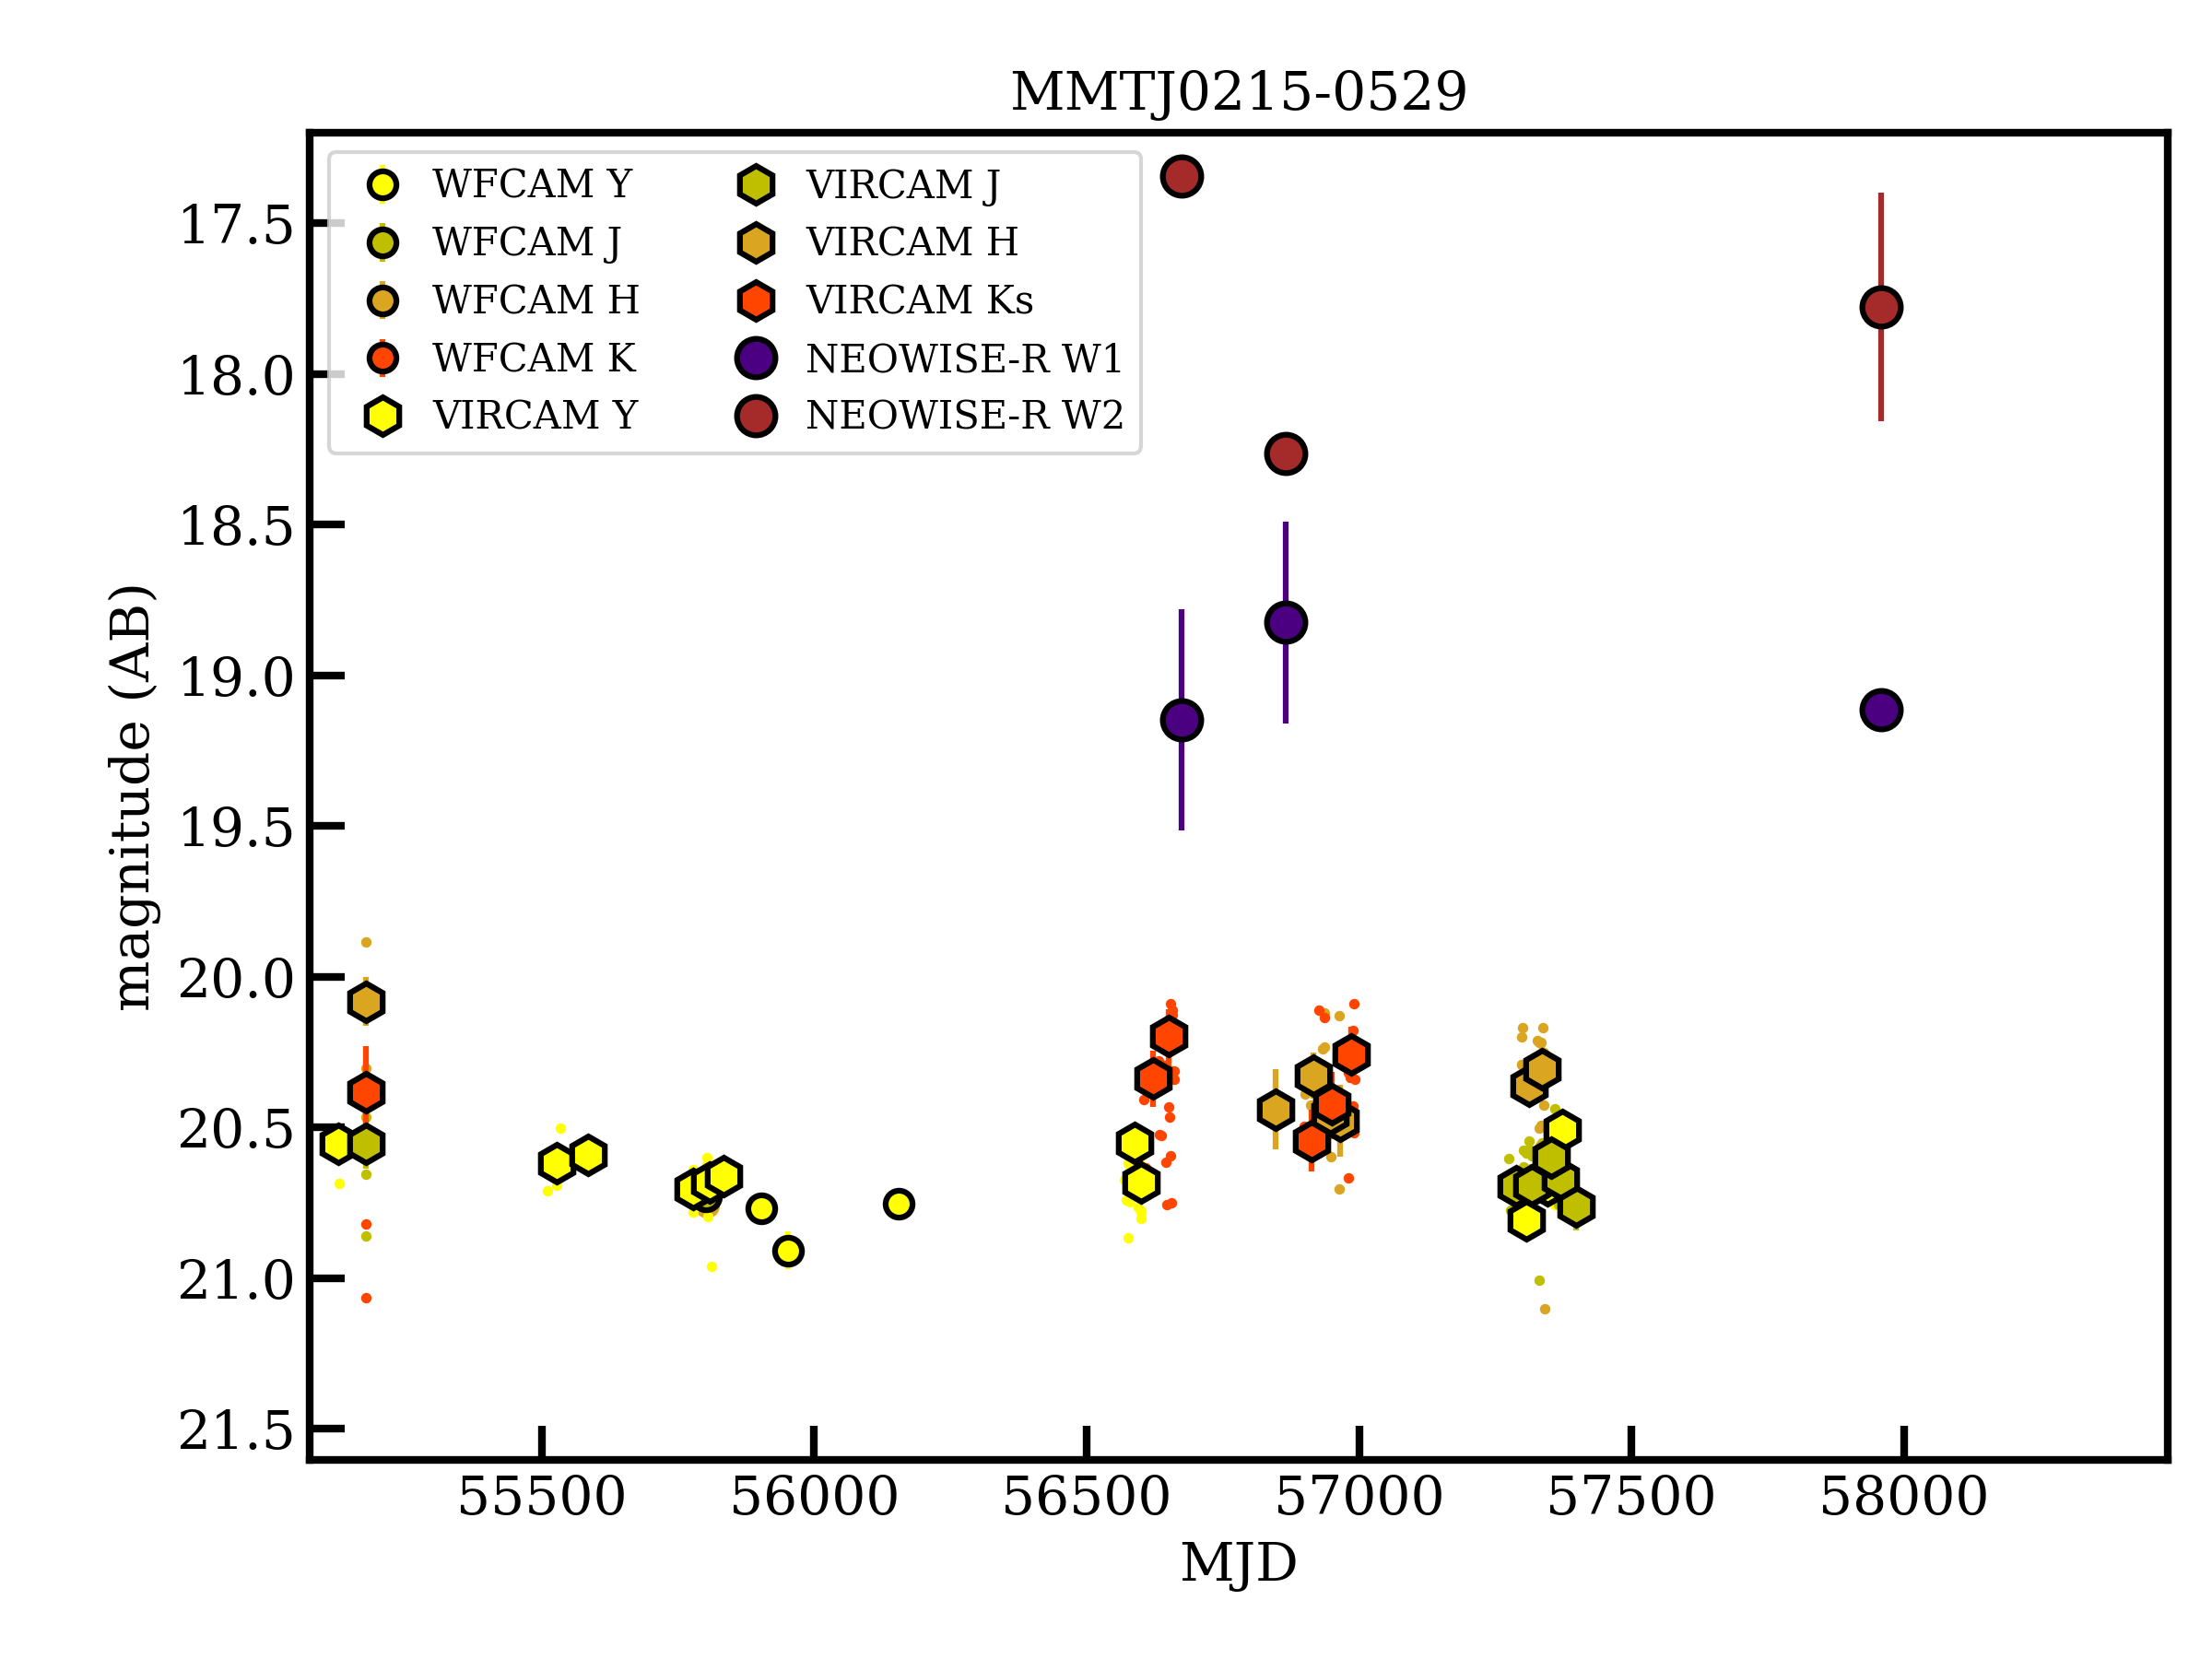 MMTJ0215-0529
WFCAM Y
WFCAM J
WFCAM H
WFCAM K
VIRCAM Y
VIRCAM J
VIRCAM H
VIRCAM Ks
NEOWISE-R W1
NEOWISE-R W2
magnitude (AB)
17.5
18.0
18.5
19.0
19.5
20.0
20.5
21.0
21.5
55500 56000 56500 57000 57500 58000
MJD